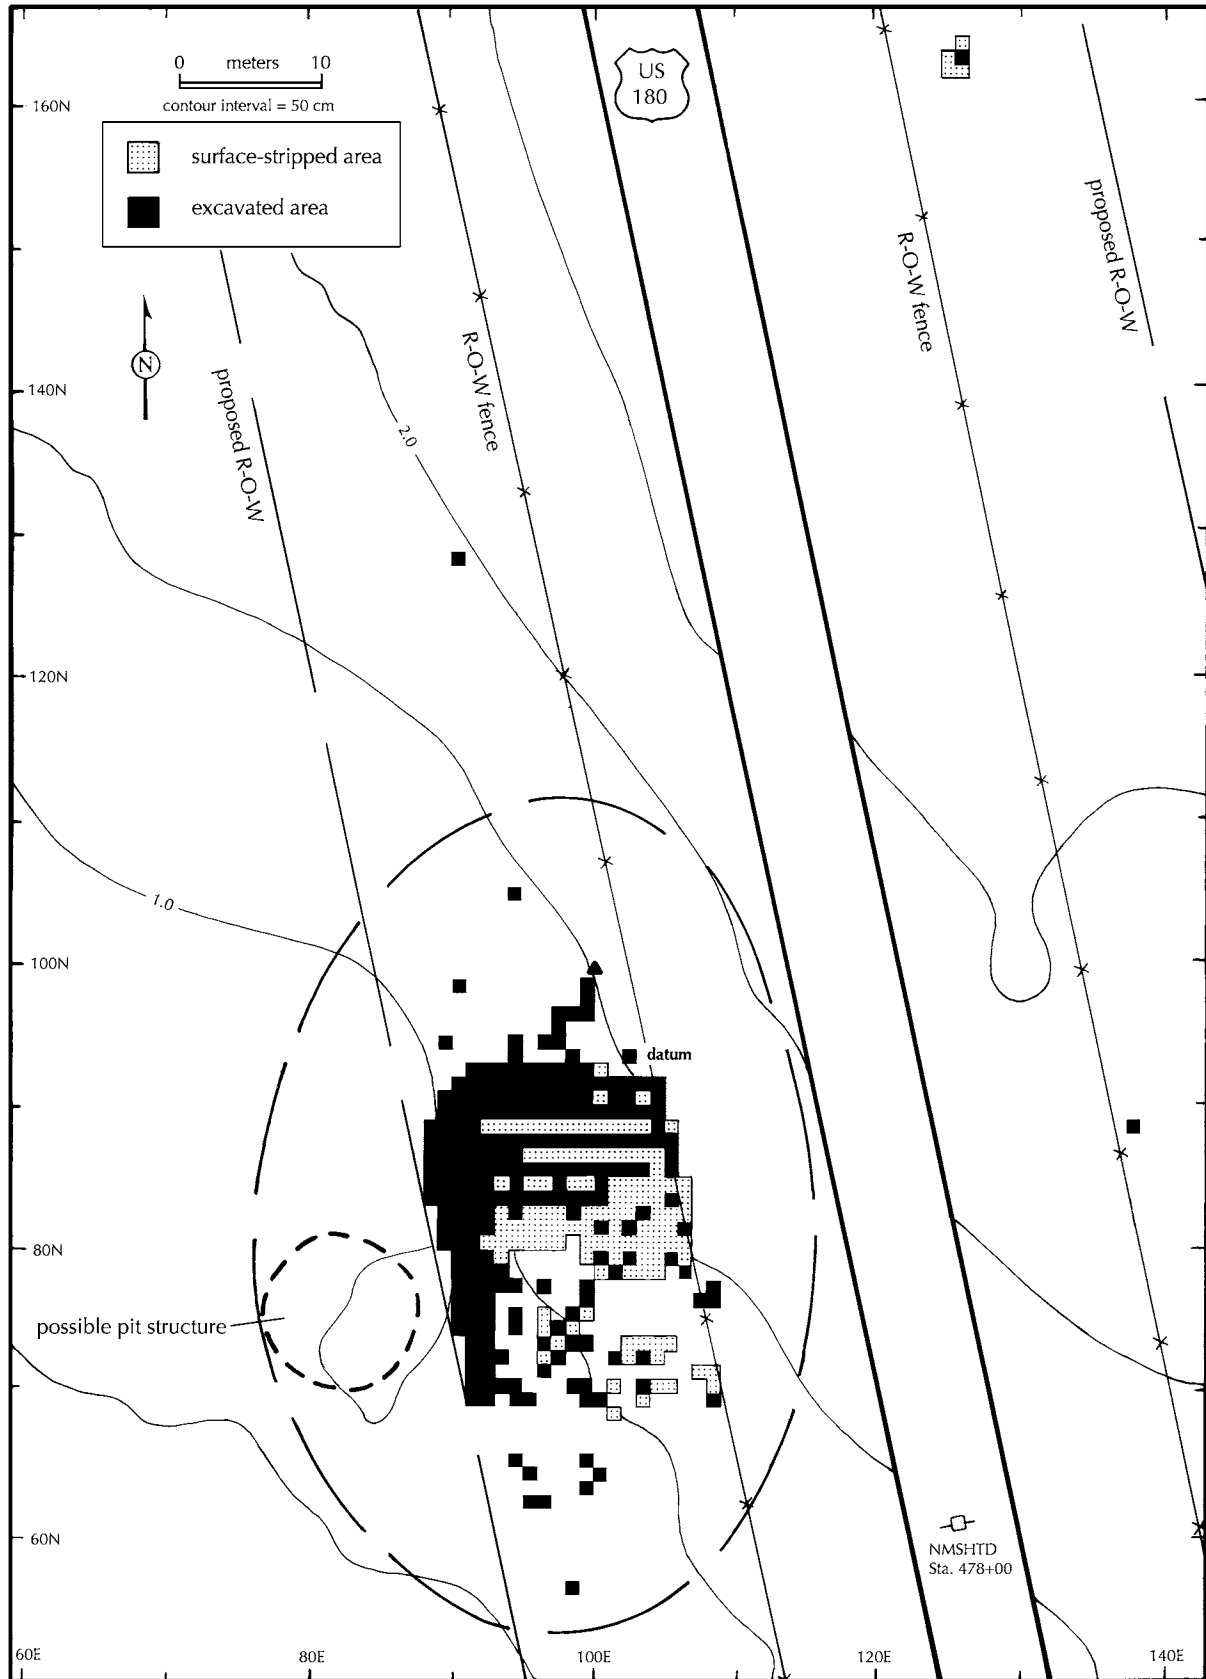 0 meters 10
contour interval = 50 cm
surface-stripped area
excavated area
US
180
160N
140N
120N
100N
80N
60N
N
proposed R-O-W
R-O-W fence
R-O-W fence
proposed R-O-W
2.0
1.0
datum
possible pit structure
NMSHTD
Sta. 478+00
60E
80E
100E
120E
140E